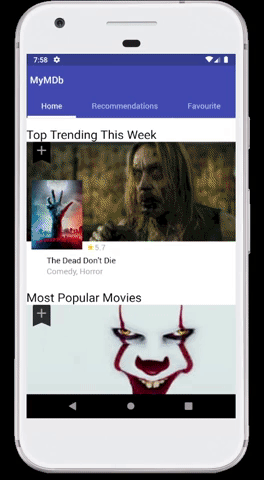 7:58
MyMDb
Home Recommendations Favourite
Top Trending This Week
5.7
The Dead Don't Die
Comedy, Horror
Most Popular Movies